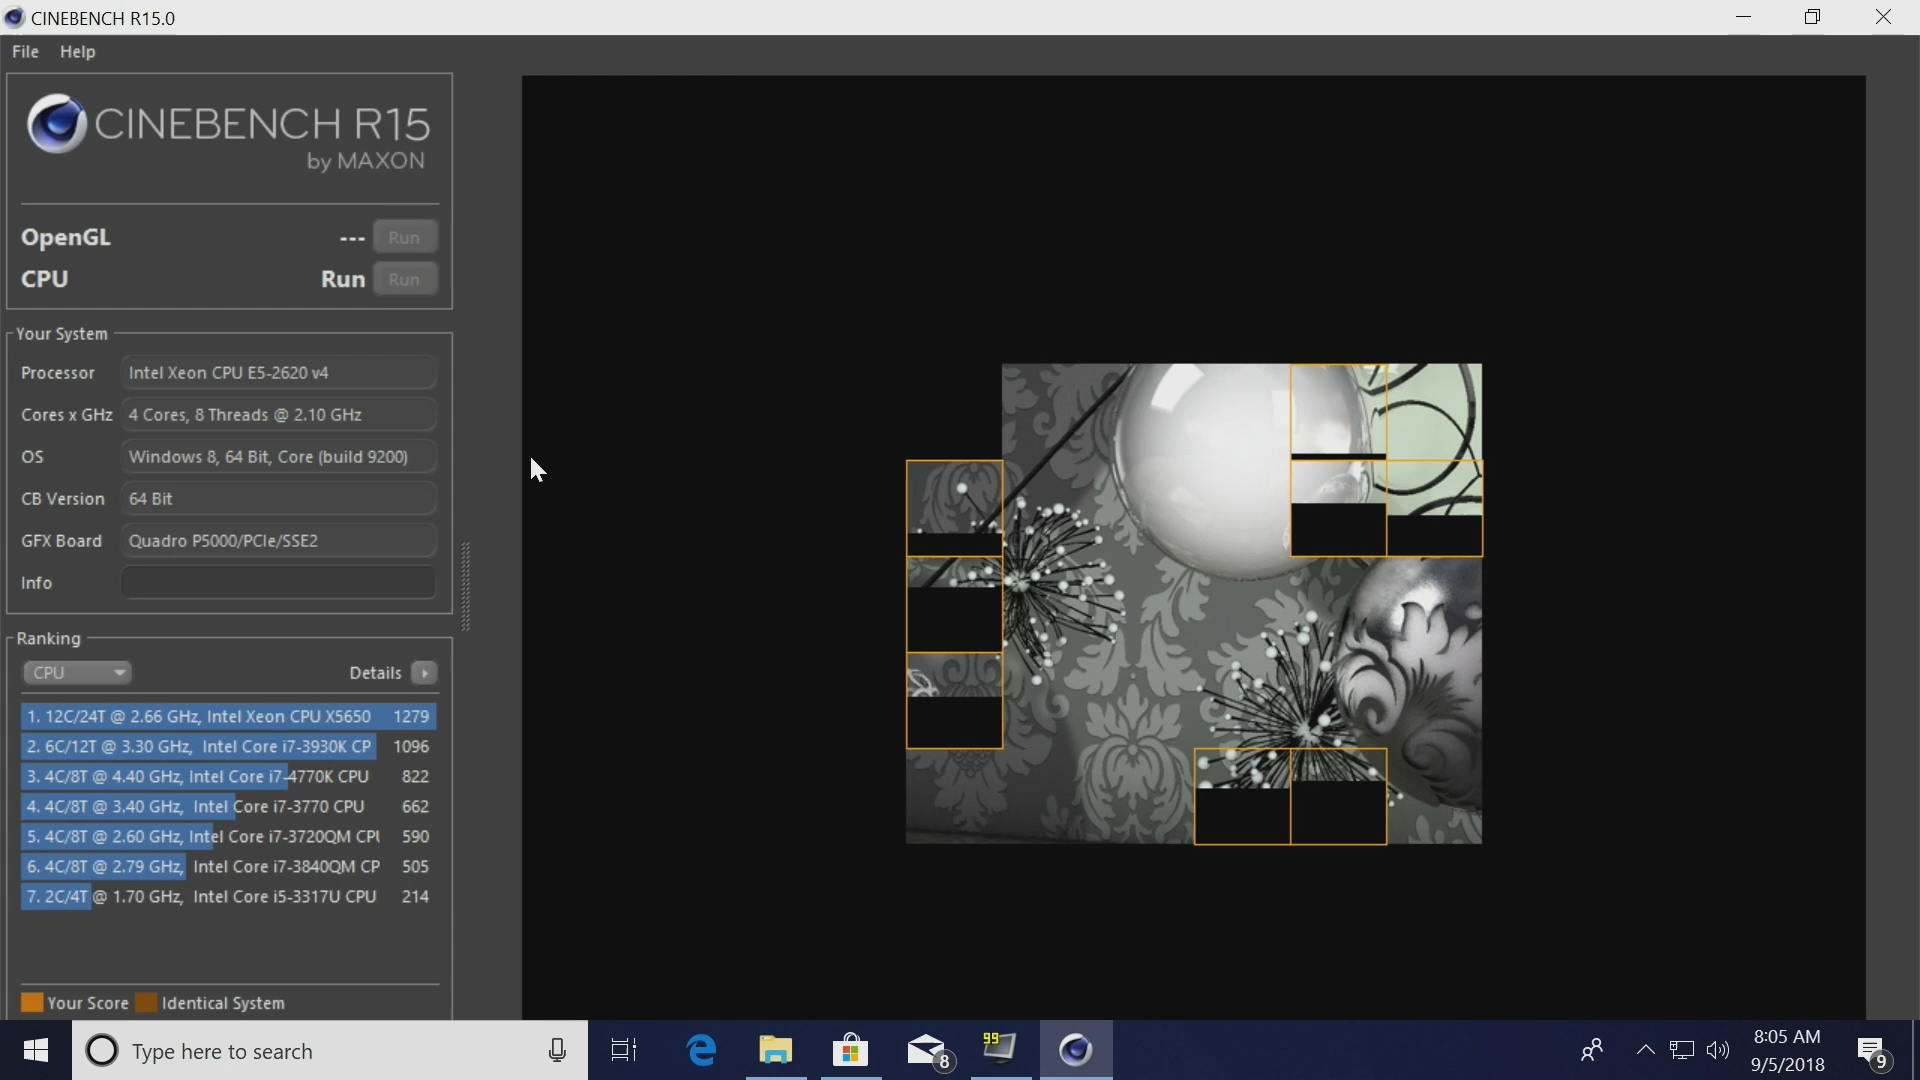 CINEBENCH R15.0
File Help
CINEBENCH R15
by MAXON
OpenGL --- Run
CPU Run Run
Your System
Processor Intel Xeon CPU E5-2620 v4
Cores x GHz 4 Cores, 8 Threads @ 2.10 GHz
OS Windows 8, 64 Bit, Core (build 9200)
CB Version 64 Bit
GFX Board Quadro P5000/PCIe/SSE2
Info
Ranking
CPU Details
1. 12C/24T @ 2.66 GHz, Intel Xeon CPU X5650 1279
2. 6C/12T @ 3.30 GHz, Intel Core i7-3930K CP 1096
3. 4C/8T @ 4.40 GHz, Intel Core i7-4770K CPU 822
4. 4C/8T @ 3.40 GHz, Intel Core i7-3770 CPU 662
5. 4C/8T @ 2.60 GHz, Intel Core i7-3720QM CPU 590
6. 4C/8T @ 2.79 GHz, Intel Core i7-3840QM CP 505
7. 2C/4T @ 1.70 GHz, Intel Core i5-3317U CPU 214
Your Score Identical System
Type here to search
8
99
8:05 AM
9/5/2018
9